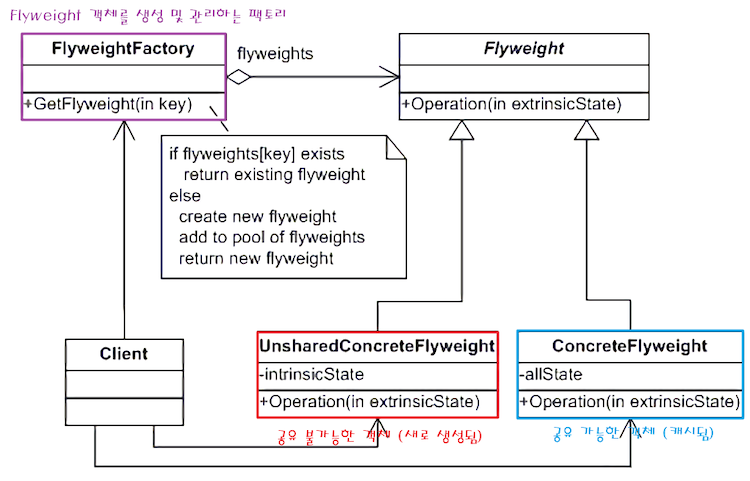 Flyweight 객체를 생성 및 관리하는 팩토리
FlyweightFactory
+GetFlyweight(in key)
flyweights
Flyweight
+Operation(in extrinsicState)
if flyweights[key] exists
return existing flyweight
else
create new flyweight
add to pool of flyweights
return new flyweight
Client
UnsharedConcreteFlyweight
-intrinsicState
+Operation(in extrinsicState)
공유 불가능한 객체 (새로 생성됨)
ConcreteFlyweight
-allState
+Operation(in extrinsicState)
공유 가능한 객체 (캐시됨)